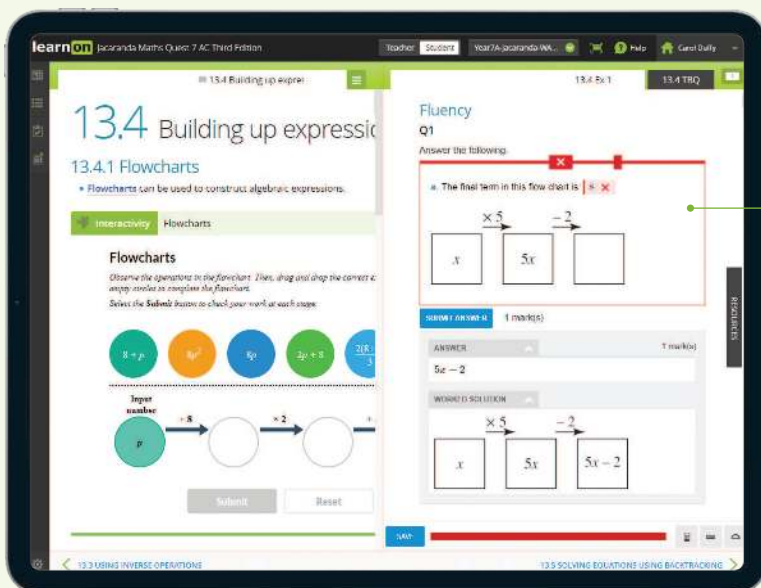 learnon Jacaranda Maths Quest 7 AC Third Edition
Teacher Student Help Carol Duffy
13.4 Building up expre
13.4 Ex 1
13.4 TBQ
13.4 Building up expressio
13.4.1 Flowcharts
Flowcharts can be used to construct algebraic expressions.
Interactivity Flowcharts
Flowcharts
Observe the operations in the flowchart. Then, drag and drop the correct e
empty circles to complete the flowchart.
Select the Submit button to check your work at each stage.
8 + p
8p²
8p
2p + 8
Input
number
p
+ 8
× 2
Submit
Reset
Fluency
Q1
Answer the following.
a. The final term in this flow chart is
× 5
− 2
x
5x
SUBMIT ANSWER
1 mark(s)
ANSWER
1 mark(s)
5x − 2
WORKED SOLUTION
× 5
− 2
x
5x
5x − 2
RESOURCES
SAVE
13.3 USING INVERSE OPERATIONS
13.5 SOLVING EQUATIONS USING BACKTRACKING